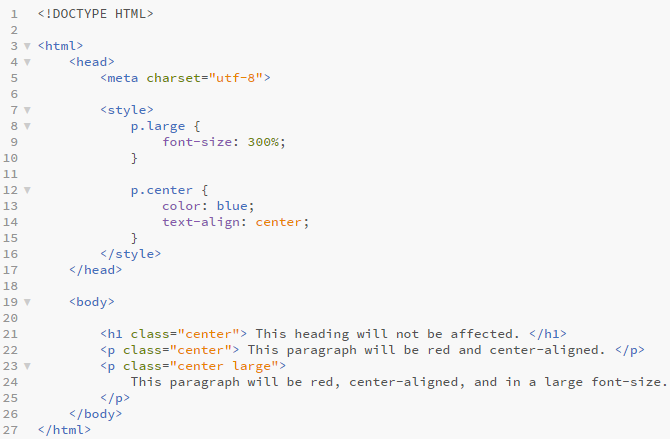 1 <!DOCTYPE HTML>
2
3 <html>
4 <head>
5 <meta charset="utf-8">
6
7 <style>
8 p.large {
9 font-size: 300%;
10 }
11
12 p.center {
13 color: blue;
14 text-align: center;
15 }
16 </style>
17 </head>
18
19 <body>
20
21 <h1 class="center"> This heading will not be affected. </h1>
22 <p class="center"> This paragraph will be red and center-aligned. </p>
23 <p class="center large">
24 This paragraph will be red, center-aligned, and in a large font-size.
25 </p>
26 </body>
27 </html>